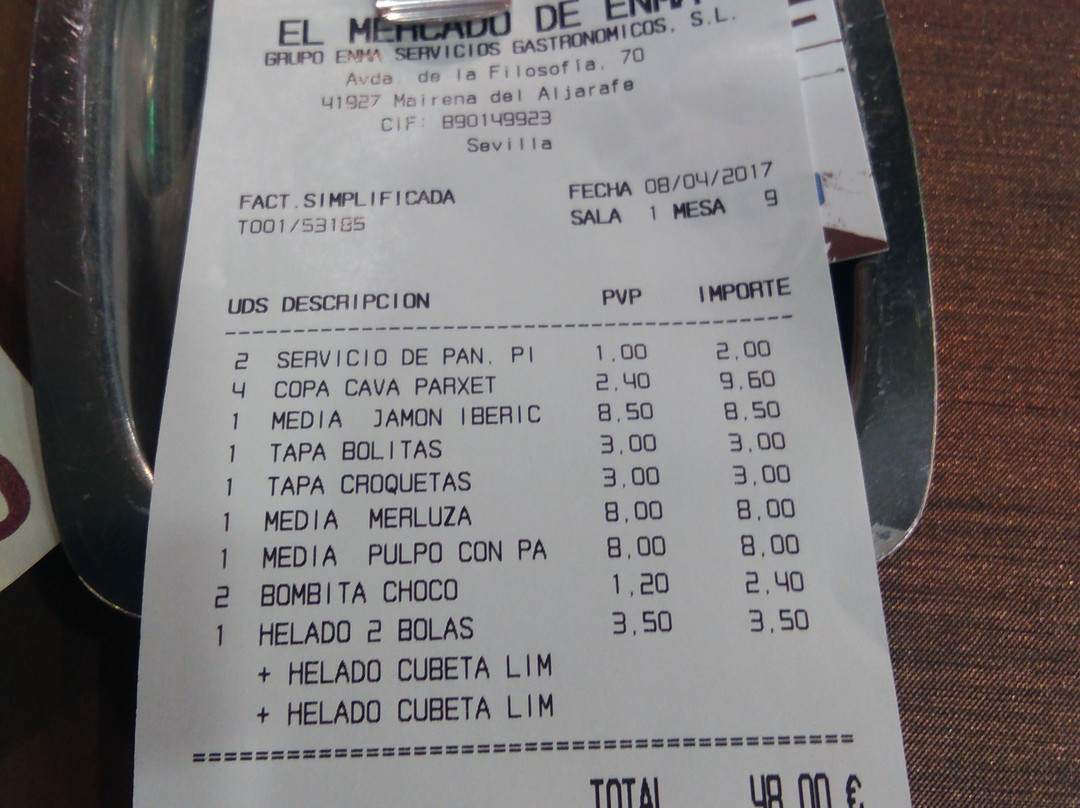 EL MERCADO DE ENMA
GRUPO ENMA SERVICIOS GASTRONOMICOS, S.L.
Avda. de la Filosofia, 70
41927 Mairena del Aljarafe
CIF: B90149923
Sevilla
FACT.SIMPLIFICADA FECHA 08/04/2017
T001/53185 SALA 1 MESA 9
UDS DESCRIPCION PVP IMPORTE
2 SERVICIO DE PAN, PI 1,00 2,00
4 COPA CAVA PARXET 2,40 9,60
1 MEDIA JAMON IBERIC 8,50 8,50
1 TAPA BOLITAS 3,00 3,00
1 TAPA CROQUETAS 3,00 3,00
1 MEDIA MERLUZA 8,00 8,00
1 MEDIA PULPO CON PA 8,00 8,00
2 BOMBITA CHOCO 1,20 2,40
1 HELADO 2 BOLAS 3,50 3,50
+ HELADO CUBETA LIM
+ HELADO CUBETA LIM
TOTAL 48,00 €